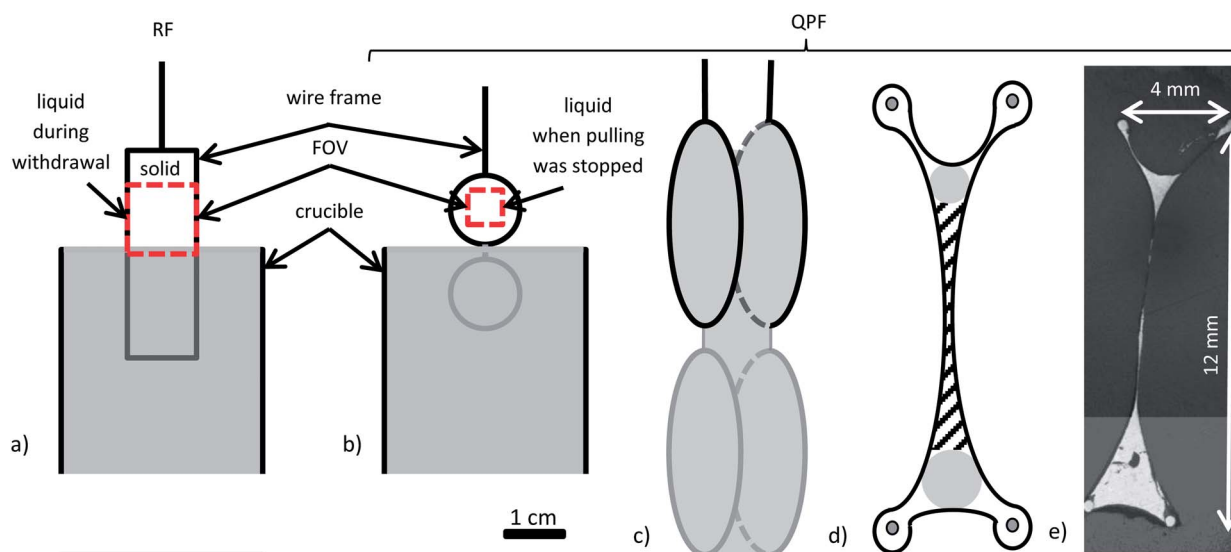 RF
QPF
liquid
during
withdrawal
wire frame
FOV
crucible
liquid
when pulling
was stopped
solid
4 mm
12 mm
a)
b)
1 cm
c)
d)
e)